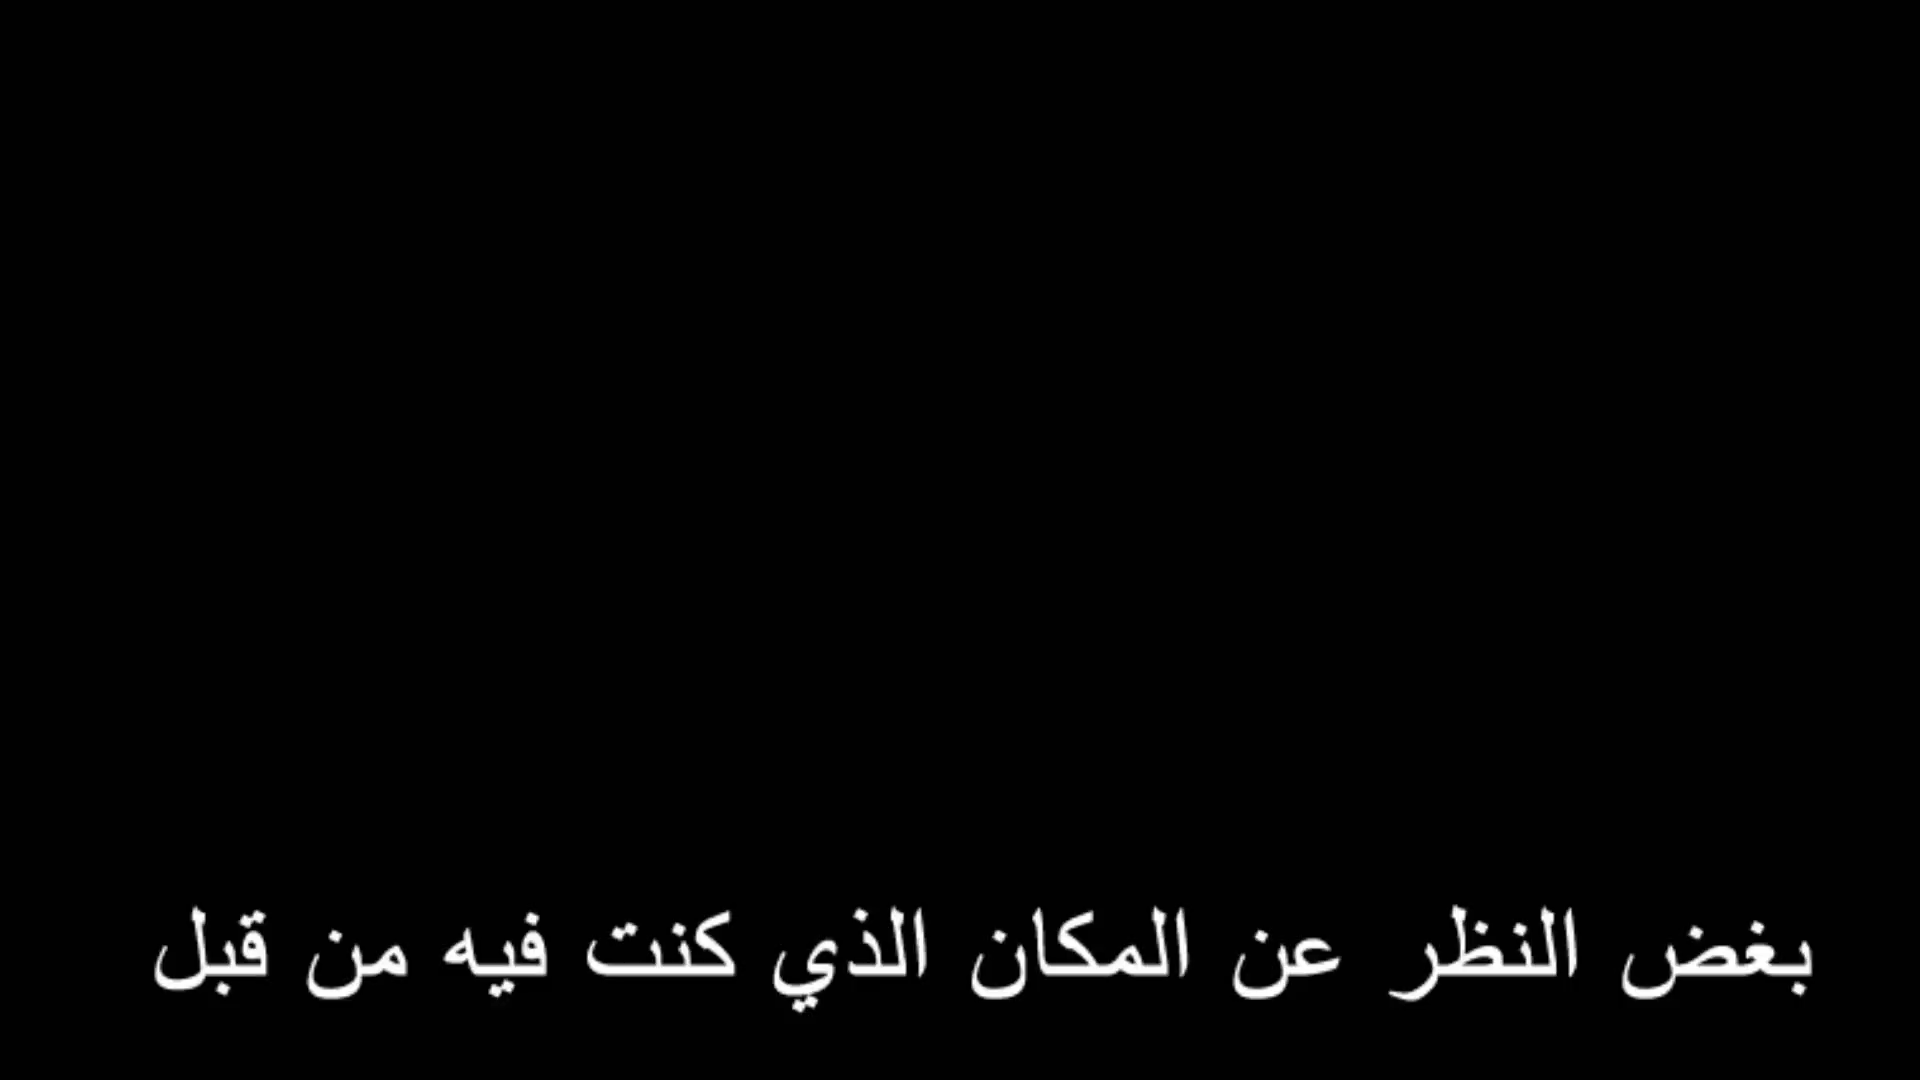 بغض النظر عن المكان الذي كنت فيه من قبل